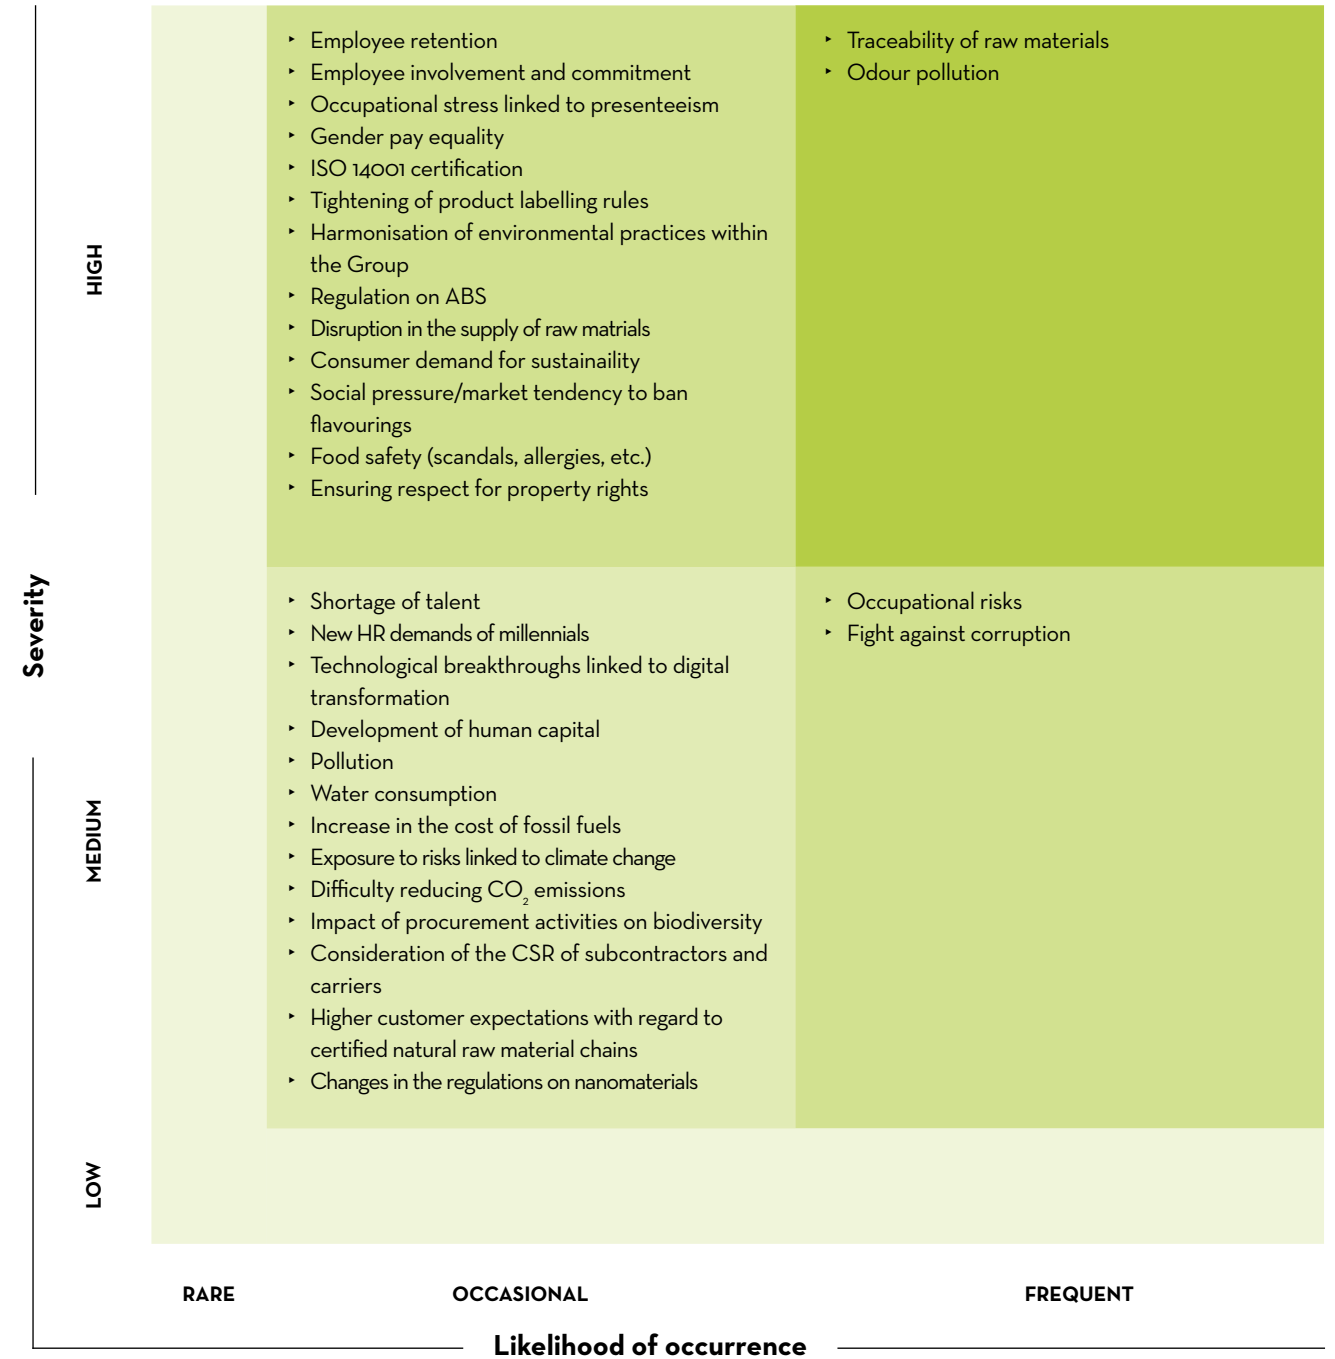 ‣ Employee retention
‣ Employee involvement and commitment
‣ Occupational stress linked to presenteeism
‣ Gender pay equality
‣ ISO 14001 certification
‣ Tightening of product labelling rules
‣ Harmonisation of environmental practices within
the Group
‣ Regulation on ABS
‣ Disruption in the supply of raw matrials
‣ Consumer demand for sustainaility
‣ Social pressure/market tendency to ban
flavourings
‣ Food safety (scandals, allergies, etc.)
‣ Ensuring respect for property rights
‣ Traceability of raw materials
‣ Odour pollution
HIGH
Severity
‣ Shortage of talent
‣ New HR demands of millennials
‣ Technological breakthroughs linked to digital
transformation
‣ Development of human capital
‣ Pollution
‣ Water consumption
‣ Increase in the cost of fossil fuels
‣ Exposure to risks linked to climate change
‣ Difficulty reducing CO₂ emissions
‣ Impact of procurement activities on biodiversity
‣ Consideration of the CSR of subcontractors and
carriers
‣ Higher customer expectations with regard to
certified natural raw material chains
‣ Changes in the regulations on nanomaterials
‣ Occupational risks
‣ Fight against corruption
MEDIUM
LOW
RARE
OCCASIONAL
FREQUENT
Likelihood of occurrence